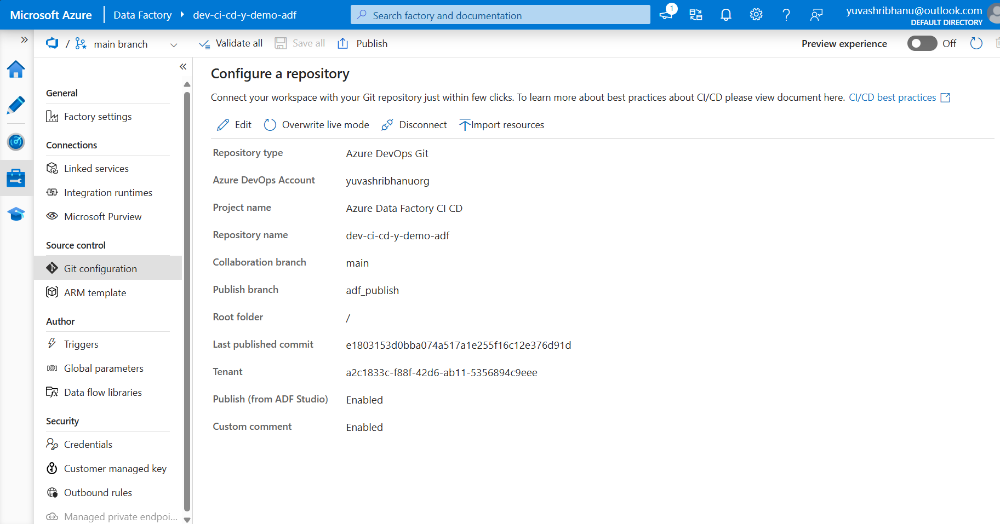 Microsoft Azure Data Factory dev-ci-cd-y-demo-adf Search factory and documentation 1 ? yuvashribhanu@outlook.com
DEFAULT DIRECTORY
/ main branch Validate all Save all Publish Preview experience Off
Configure a repository
Connect your workspace with your Git repository just within few clicks. To learn more about best practices about CI/CD please view document here. CI/CD best practices
Edit Overwrite live mode Disconnect Import resources
General
Factory settings
Connections
Linked services
Integration runtimes
Microsoft Purview
Source control
Git configuration
ARM template
Author
Triggers
Global parameters
Data flow libraries
Security
Credentials
Customer managed key
Outbound rules
Managed private endpoi...
Repository type Azure DevOps Git
Azure DevOps Account yuvashribhanuorg
Project name Azure Data Factory CI CD
Repository name dev-ci-cd-y-demo-adf
Collaboration branch main
Publish branch adf_publish
Root folder /
Last published commit e1803153d0bba074a517a1e255f16c12e376d91d
Tenant a2c1833c-f88f-42d6-ab11-5356894c9eee
Publish (from ADF Studio) Enabled
Custom comment Enabled